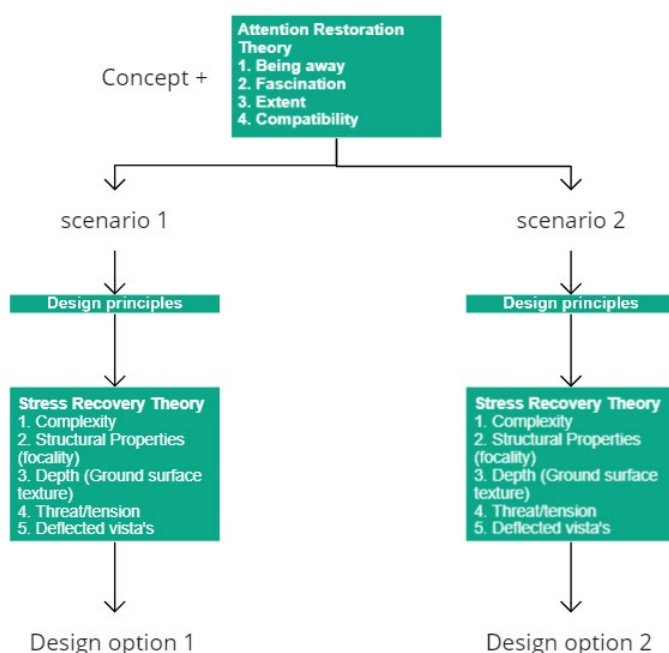 Concept +
Attention Restoration
Theory
1. Being away
2. Fascination
3. Extent
4. Compatibility
scenario 1
scenario 2
Design principles
Design principles
Stress Recovery Theory
1. Complexity
2. Structural Properties
(focality)
3. Depth (Ground surface
texture)
4. Threat/tension
5. Deflected vista's
Stress Recovery Theory
1. Complexity
2. Structural Properties
(focality)
3. Depth (Ground surface
texture)
4. Threat/tension
5. Deflected vista's
Design option 1
Design option 2